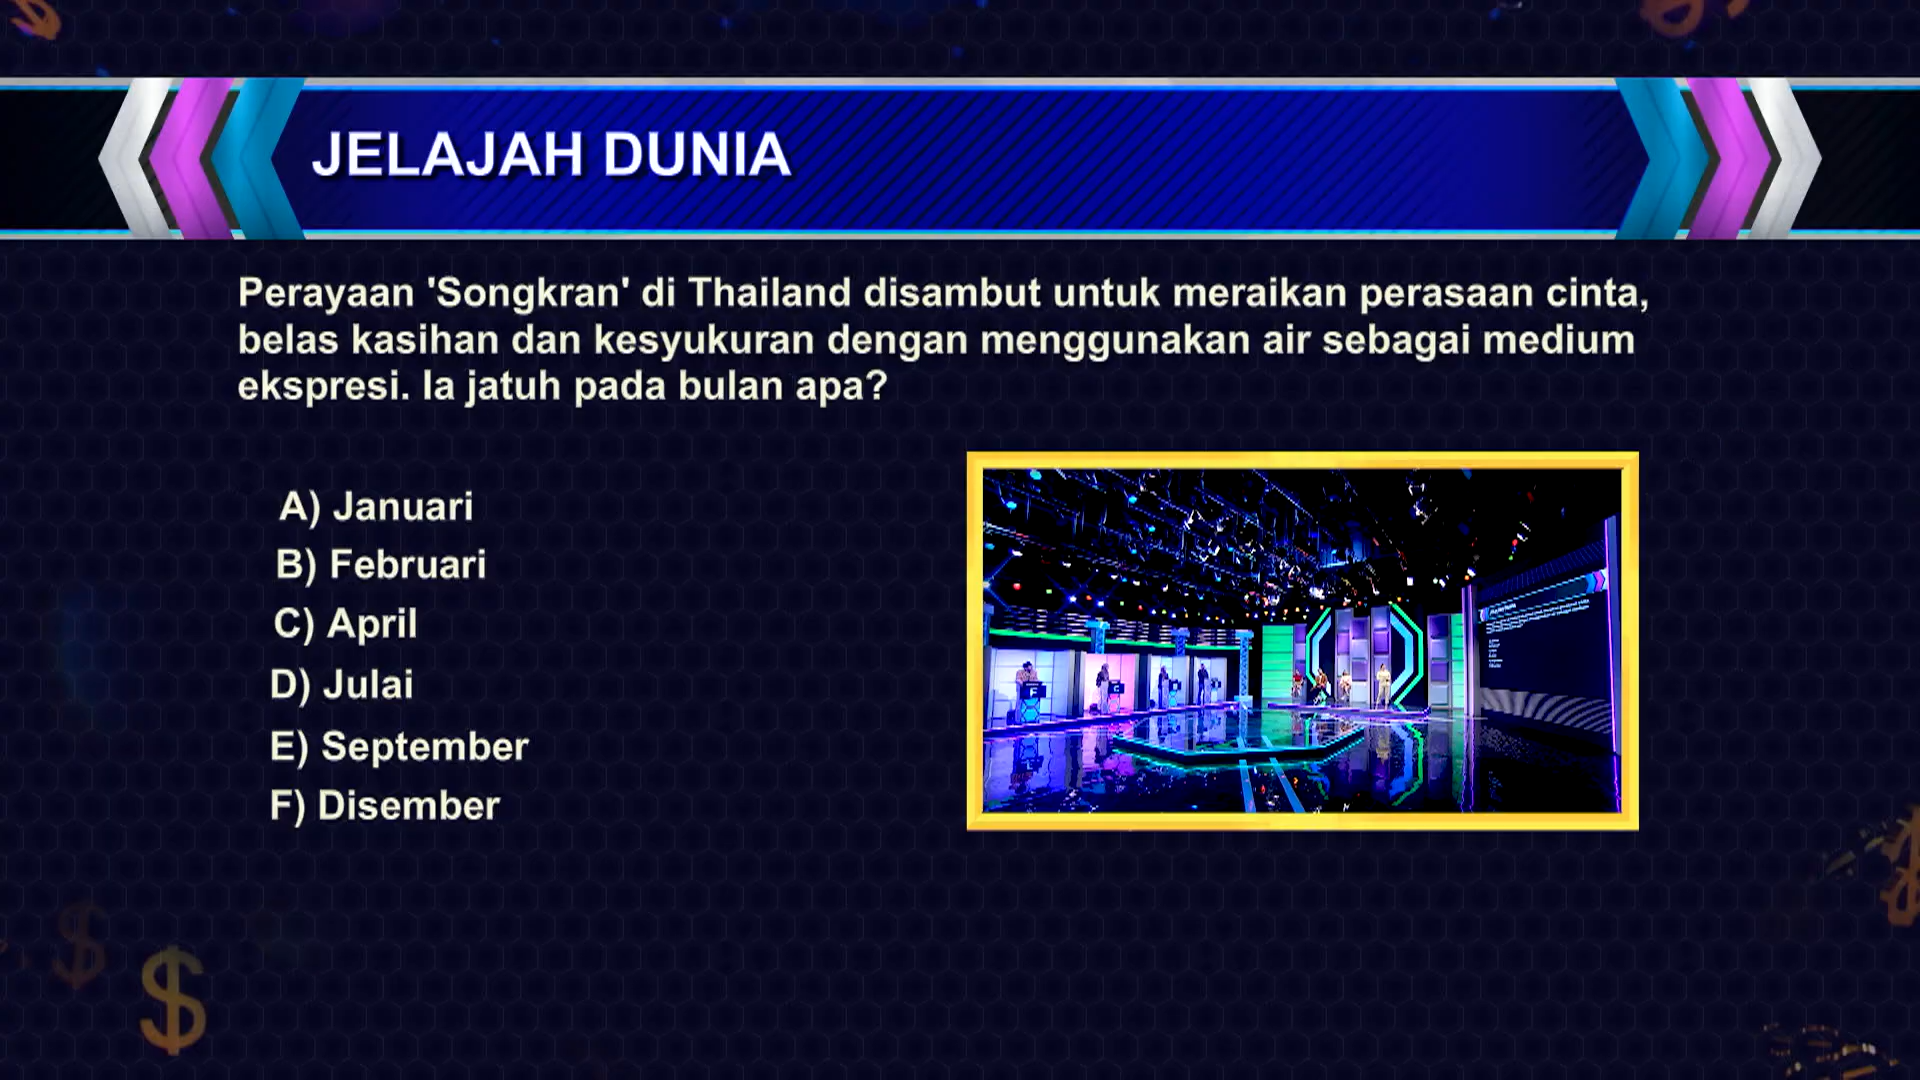 JELAJAH DUNIA
Perayaan 'Songkran' di Thailand disambut untuk meraikan perasaan cinta,
belas kasihan dan kesyukuran dengan menggunakan air sebagai medium
ekspresi. Ia jatuh pada bulan apa?
A) Januari
B) Februari
C) April
D) Julai
E) September
F) Disember
F
C